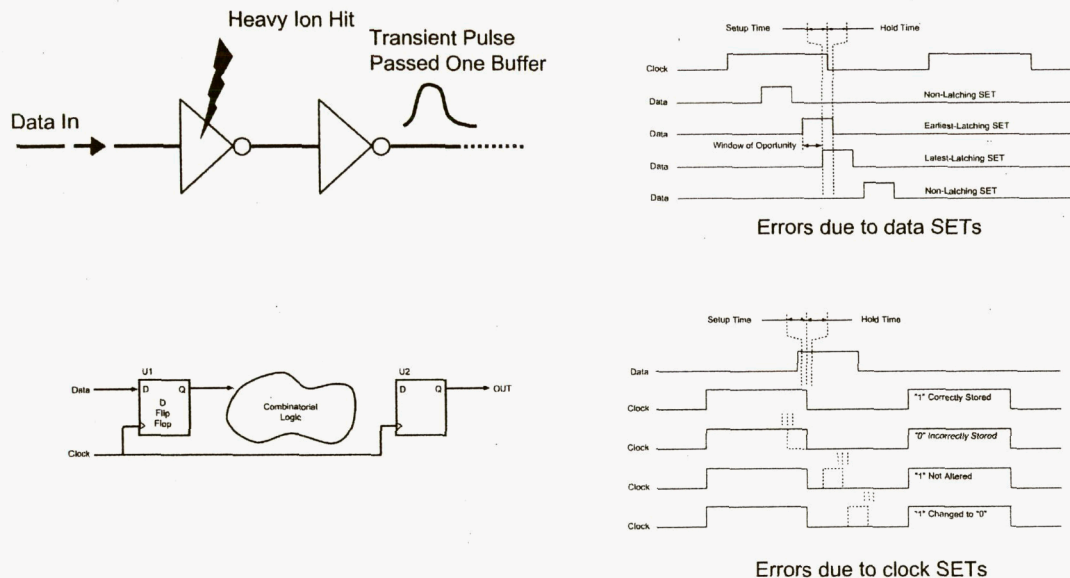 Heavy Ion Hit
Transient Pulse
Passed One Buffer
Data In
Setup Time
Hold Time
Clock
Data
Non-Latching SET
Data
Earliest-Latching SET
Window of Oportunity
Data
Latest-Latching SET
Data
Non-Latching SET
Errors due to data SETs
U1
U2
Data
D
Q
D
Q
OUT
D
Flip
Flop
Combinatorial
Logic
Clock
Setup Time
Hold Time
Data
Clock
"1" Correctly Stored
Clock
"0" Incorrectly Stored
Clock
"1" Not Altered
Clock
"1" Changed to "0"
Errors due to clock SETs